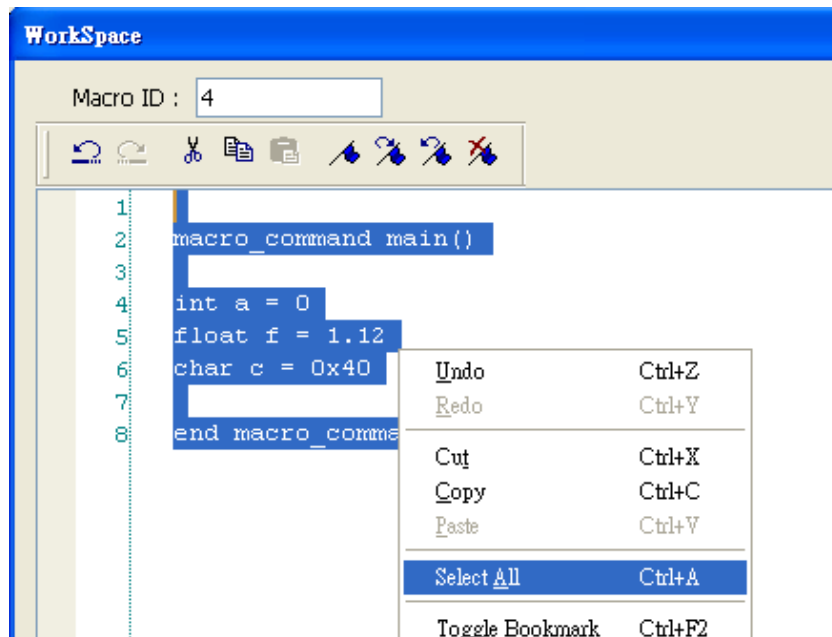 WorkSpace
Macro ID : 4
1
2 macro_command main()
3
4 int a = 0
5 float f = 1.12
6 char c = 0x40
7
8 end macro_comma
Undo Ctrl+Z
Redo Ctrl+Y
Cut Ctrl+X
Copy Ctrl+C
Paste Ctrl+V
Select All Ctrl+A
Toggle Bookmark Ctrl+F2